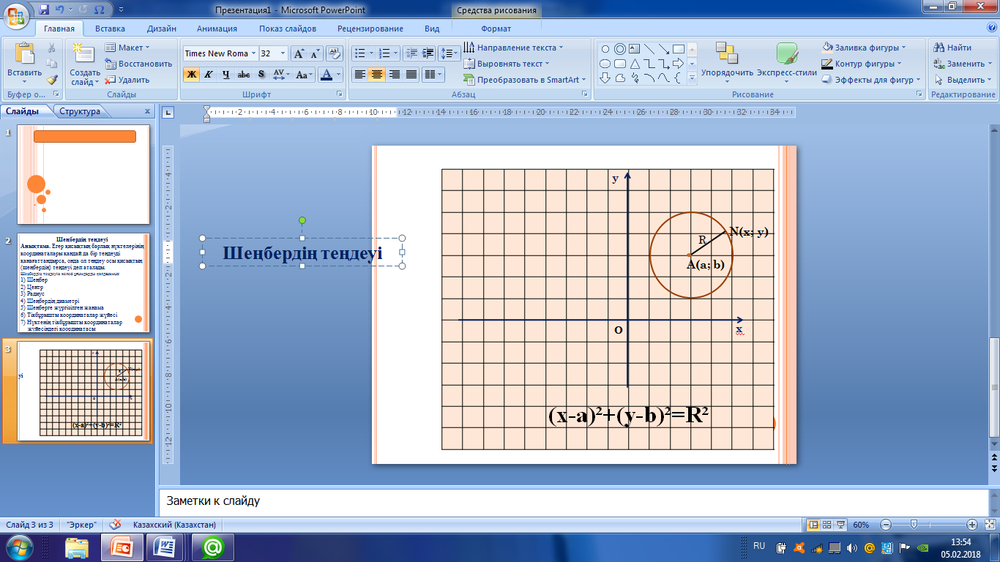 Презентация1 - Microsoft PowerPoint
Средства рисования
Главная
Вставка
Дизайн
Анимация
Показ слайдов
Рецензирование
Вид
Формат
Вставить
Буфер о...
Создать слайд
Макет
Восстановить
Удалить
Слайды
Times New Roma
32
Ж К Ч abc S AV Aa A
Шрифт
Направление текста
Выровнять текст
Преобразовать в SmartArt
Абзац
Упорядочить
Экспресс-стили
Заливка фигуры
Контур фигуры
Эффекты для фигур
Рисование
Найти
Заменить
Выделить
Редактирование
Слайды
Структура
x
2 4 6 8 10 12 14 16 18 20 22 24 26 28 30 32 34
1
2
Шеңбердің теңдеуі
Анықтама. Егер қисықтың барлық нүктелерінің
координаталары қандай да бір теңдеуді
қанағаттандырса, онда ол теңдеу осы қисықтың
(шеңбердің) теңдеуі деп аталады.
1) Шеңбер
2) Центр
3) Радиус
4) Шеңбердің диаметрі
5) Шеңберге жүргізілген жанама
6) Тікбұрышты координаталар жүйесі
7) Нүктенің тікбұрышты координаталар
жүйесіндегі координатасы
3
уі
(x-a)²+(y-b)²=R²
Шеңбердің теңдеуі
y
N(x; y)
R
A(a; b)
O
x
(x-a)²+(y-b)²=R²
Заметки к слайду
Слайд 3 из 3
"Эркер"
Казахский (Казахстан)
60%
RU
13:54
05.02.2018